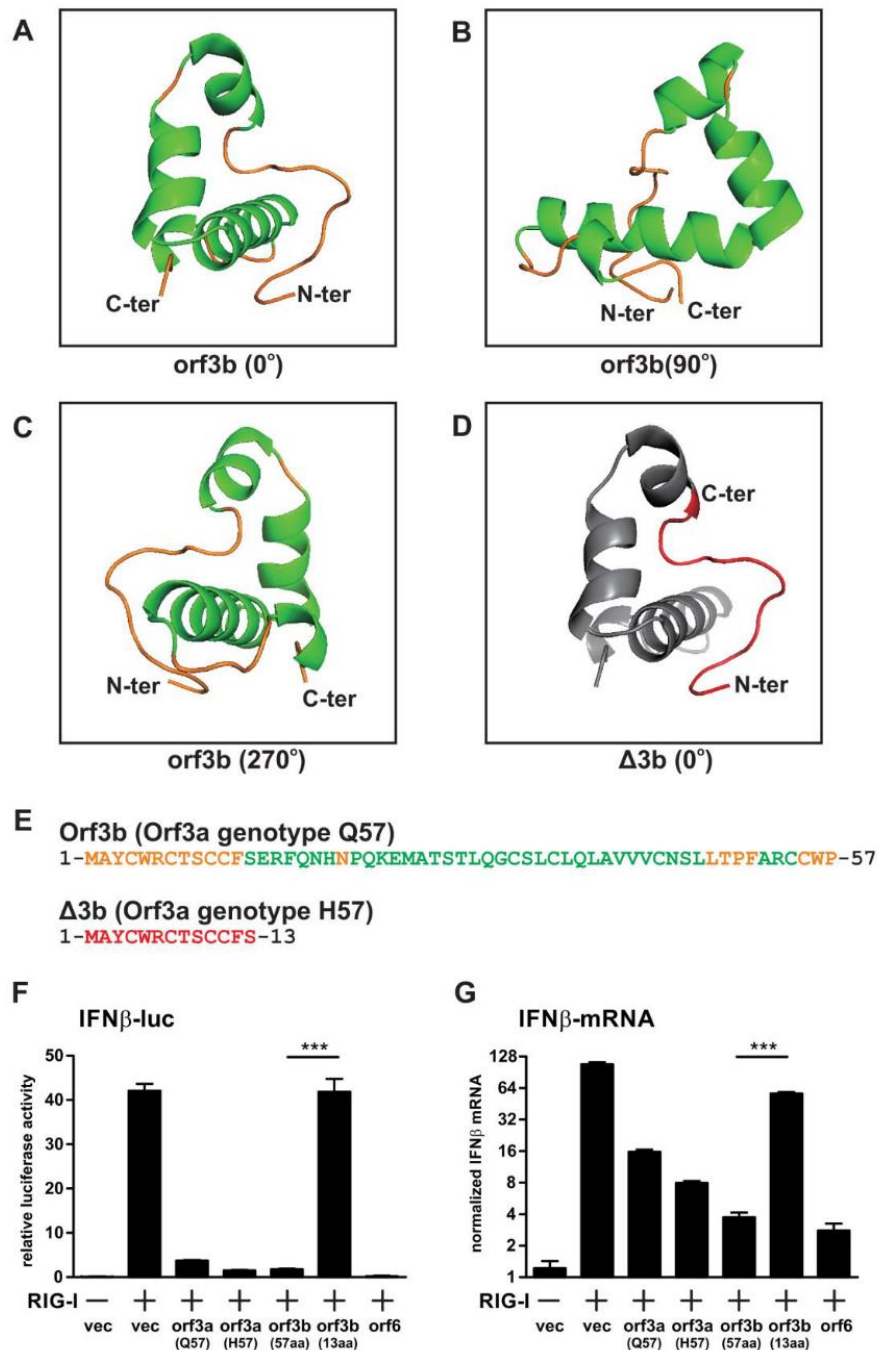 A
B
C-ter
N-ter
N-ter
C-ter
orf3b (0°)
orf3b(90°)
C
D
C-ter
N-ter
C-ter
N-ter
orf3b (270°)
Δ3b (0°)
E
Orf3b (Orf3a genotype Q57)
1-MAYCWRCTSCCFSERFQNHNPQKEMATSTLQGCSLCLQLAVVVCNSLLTPFARCCWP-57
Δ3b (Orf3a genotype H57)
1-MAYCWRCTSCCFS-13
F
IFNβ-luc
***
50
40
30
20
10
0
relative luciferase activity
RIG-I — + + + + + +
vec vec orf3a orf3a orf3b orf3b orf6
(Q57) (H57) (57aa) (13aa)
G
IFNβ-mRNA
***
128
64
32
16
8
4
2
1
normalized IFNβ mRNA
RIG-I — + + + + + +
vec vec orf3a orf3a orf3b orf3b orf6
(Q57) (H57) (57aa) (13aa)